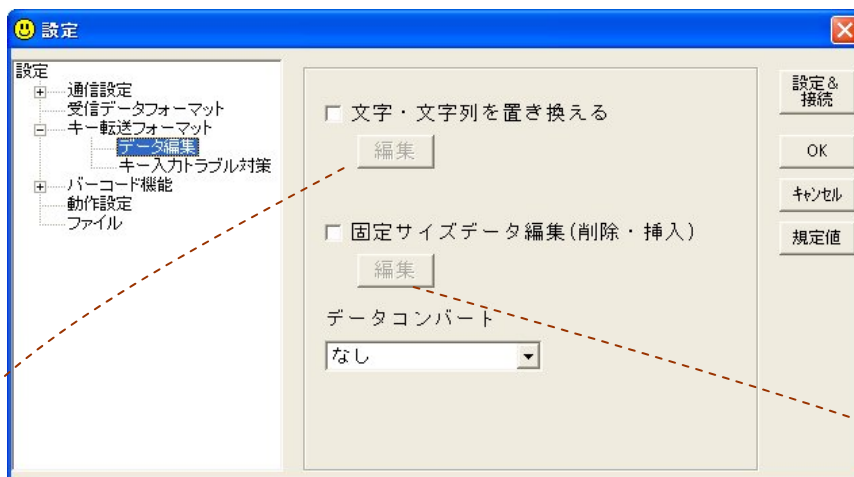 設定
設定
通信設定
受信データフォーマット
キー転送フォーマット
データ編集
キー入力トラブル対策
バーコード機能
動作設定
ファイル
文字・文字列を置き換える
編集
固定サイズデータ編集(削除・挿入)
編集
データコンバート
なし
設定&
接続
OK
キャンセル
規定値